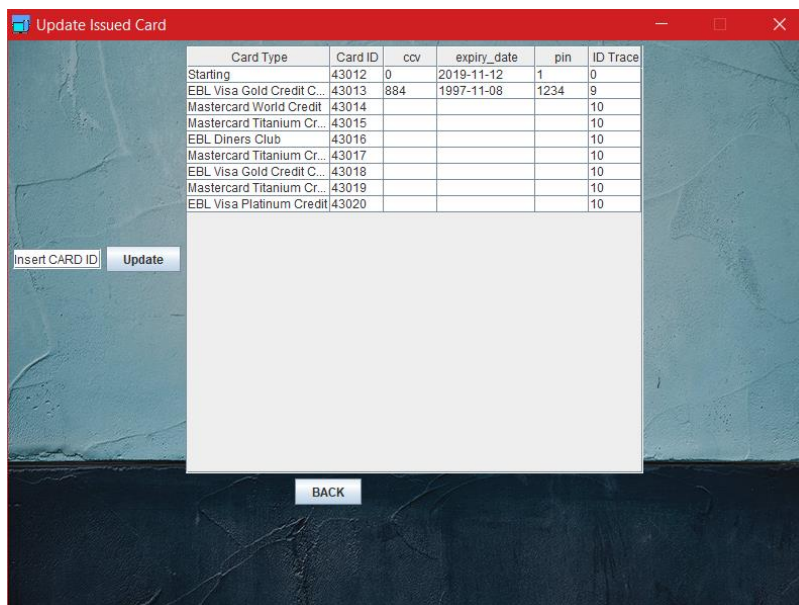 Update Issued Card
Card Type Card ID ccv expiry_date pin ID Trace
Starting 43012 0 2019-11-12 1 0
EBL Visa Gold Credit C... 43013 884 1997-11-08 1234 9
Mastercard World Credit 43014 10
Mastercard Titanium Cr... 43015 10
EBL Diners Club 43016 10
Mastercard Titanium Cr... 43017 10
EBL Visa Gold Credit C... 43018 10
Mastercard Titanium Cr... 43019 10
EBL Visa Platinum Credit 43020 10
Insert CARD ID Update
BACK